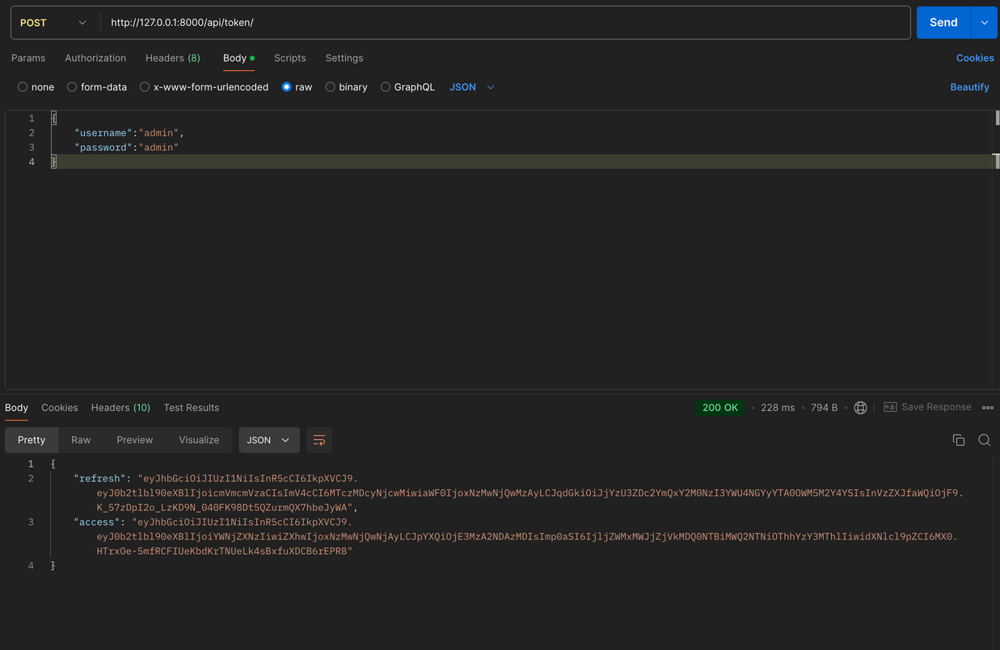 POST http://127.0.0.1:8000/api/token/ Send
Params Authorization Headers (8) Body Scripts Settings Cookies
none form-data x-www-form-urlencoded raw binary GraphQL JSON Beautify
1 {
2 "username":"admin",
3 "password":"admin"
4 }
Body Cookies Headers (10) Test Results 200 OK 228 ms 794 B e.g Save Response
Pretty Raw Preview Visualize JSON
1 {
2 "refresh": "eyJhbGciOiJIUzI1NiIsInR5cCI6IkpXVCJ9.
eyJ0b2tlbl90eXBlIjoicmVmcmVzaCIsImV4cCI6MTczMDcyNjcwMiwiaWF0IjoxNzMwNjQwMzAyLCJqdGkiOiJjYzU3ZDc2YmQxY2M0NzI3YWU4NGYyYTA0OWM5M2Y4YSIsInVzZXJfaWQiOjF9.
K_57zDpI2o_LzKD9N_040FK98Dt5QZurmQX7hbeJyWA",
3 "access": "eyJhbGciOiJIUzI1NiIsInR5cCI6IkpXVCJ9.
eyJ0b2tlbl90eXBlIjoiYWNjZXNzIiwiZXhwIjoxNzMwNjQwNjAyLCJpYXQiOjE3MzA2NDAzMDIsImp0aSI6IjljZWMxMWJjZjVkMDQ0NTBiMWQ2NTNiOThhYzY3MThlIiwidXNlcl9pZCI6MX0.
HTrxOe-5mfRCFIUeKbdKrTNUeLk4sBxfuXDCB6rEPR8"
4 }